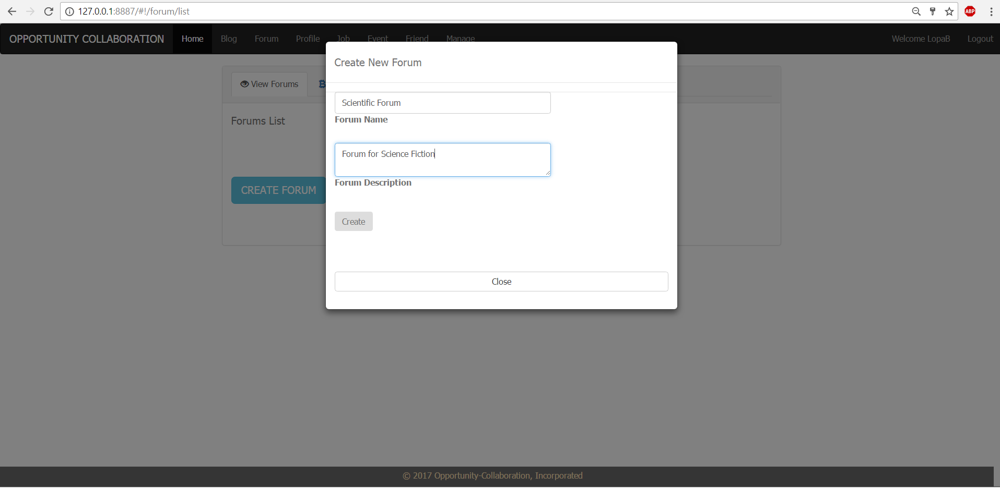 127.0.0.1:8887/#!/forum/list
ABP
OPPORTUNITY COLLABORATION Home Blog Forum Profile Job Event Friend Manage Welcome LopaB Logout
Create New Forum
View Forums
Scientific Forum
Forum Name
Forums List
Forum for Science Fiction
Forum Description
CREATE FORUM
Create
Close
© 2017 Opportunity-Collaboration, Incorporated